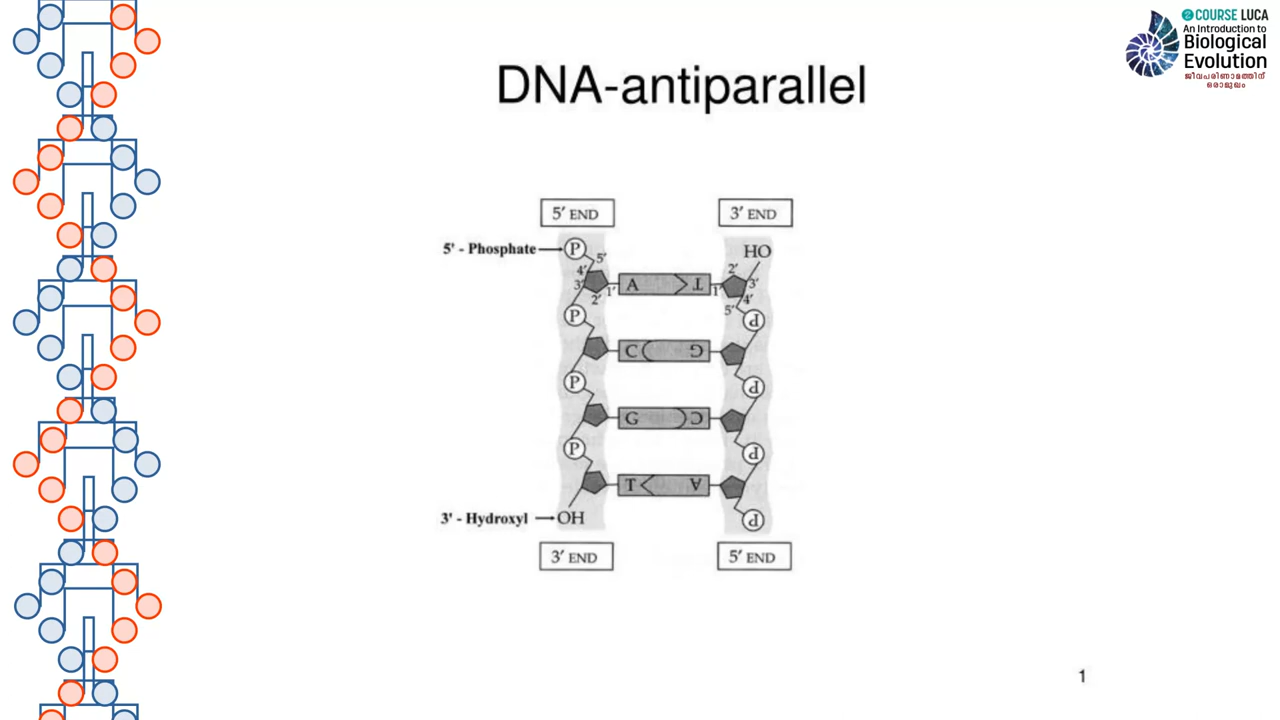 COURSE LUCA
An Introduction to
Biological
Evolution
ജീവപരിണാമത്തിന്
ഒരാമുഖം
DNA-antiparallel
5′ END 3′ END
5' - Phosphate P 5′ HO
4′ 2′
3′ 1′ A T 1′ 3′
2′ 4′
P 5′ P
C G
P P
G C
P P
T A
3' - Hydroxyl OH P
3′ END 5′ END
1